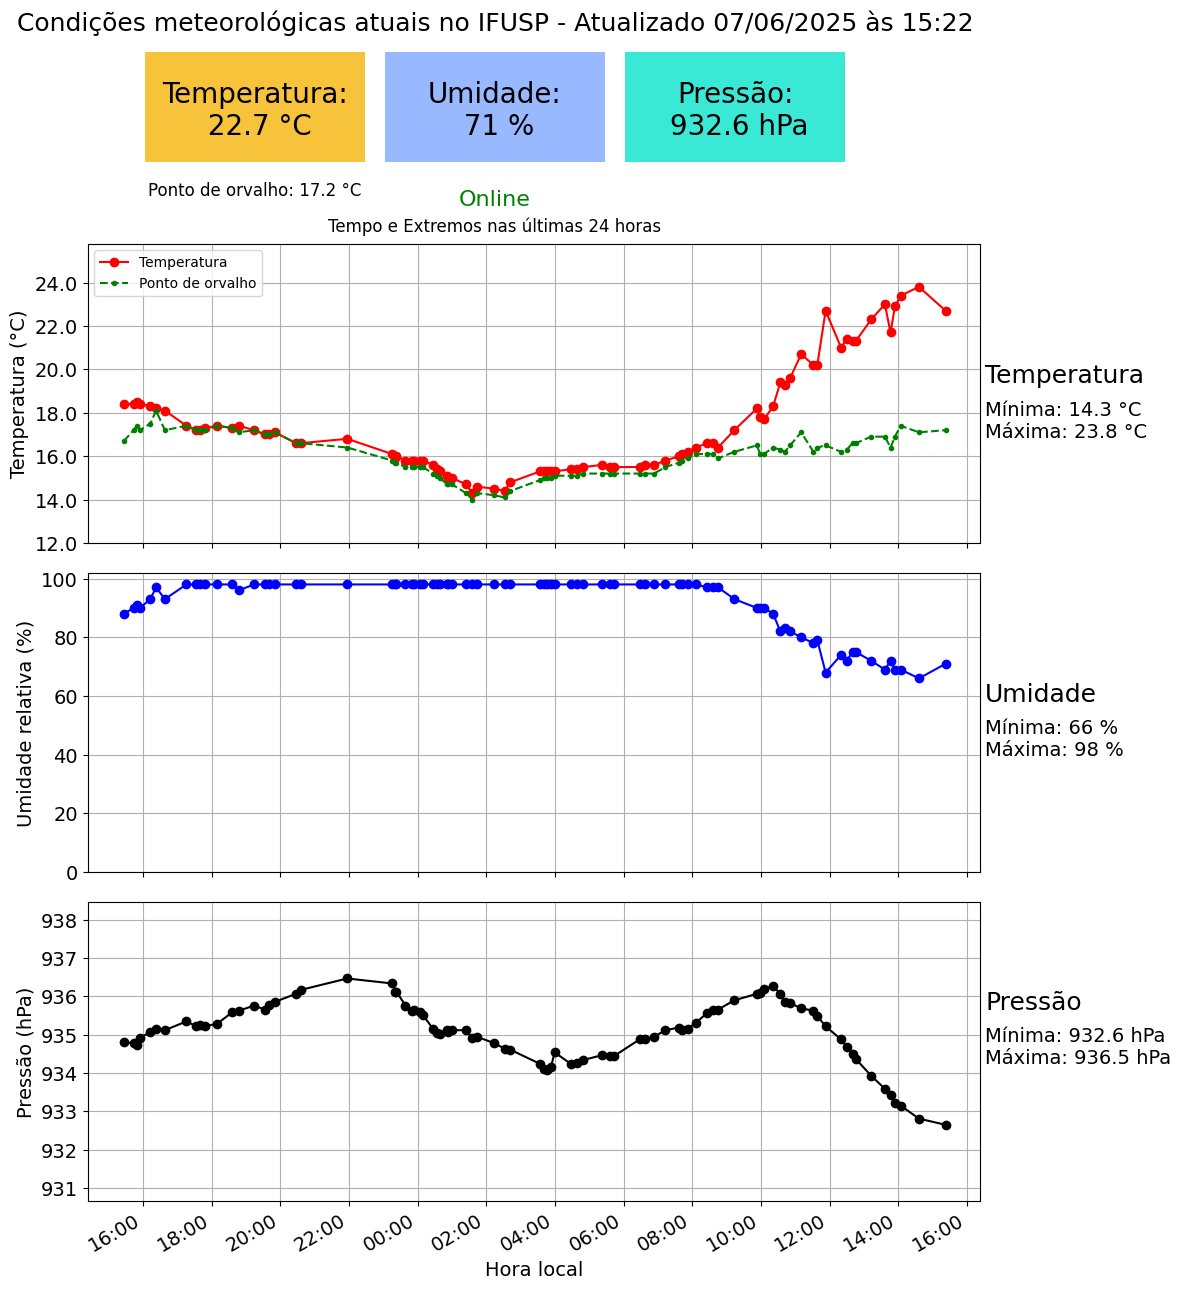 Condições meteorológicas atuais no IFUSP - Atualizado 07/06/2025 às 15:22
Temperatura:
22.7 °C
Umidade:
71 %
Pressão:
932.6 hPa
Ponto de orvalho: 17.2 °C
Online
Tempo e Extremos nas últimas 24 horas
Temperatura
Ponto de orvalho
Temperatura (°C)
24.0
22.0
20.0
18.0
16.0
14.0
12.0
Temperatura
Mínima: 14.3 °C
Máxima: 23.8 °C
Umidade relativa (%)
100
80
60
40
20
0
Umidade
Mínima: 66 %
Máxima: 98 %
Pressão (hPa)
938
937
936
935
934
933
932
931
Pressão
Mínima: 932.6 hPa
Máxima: 936.5 hPa
16:00 18:00 20:00 22:00 00:00 02:00 04:00 06:00 08:00 10:00 12:00 14:00 16:00
Hora local